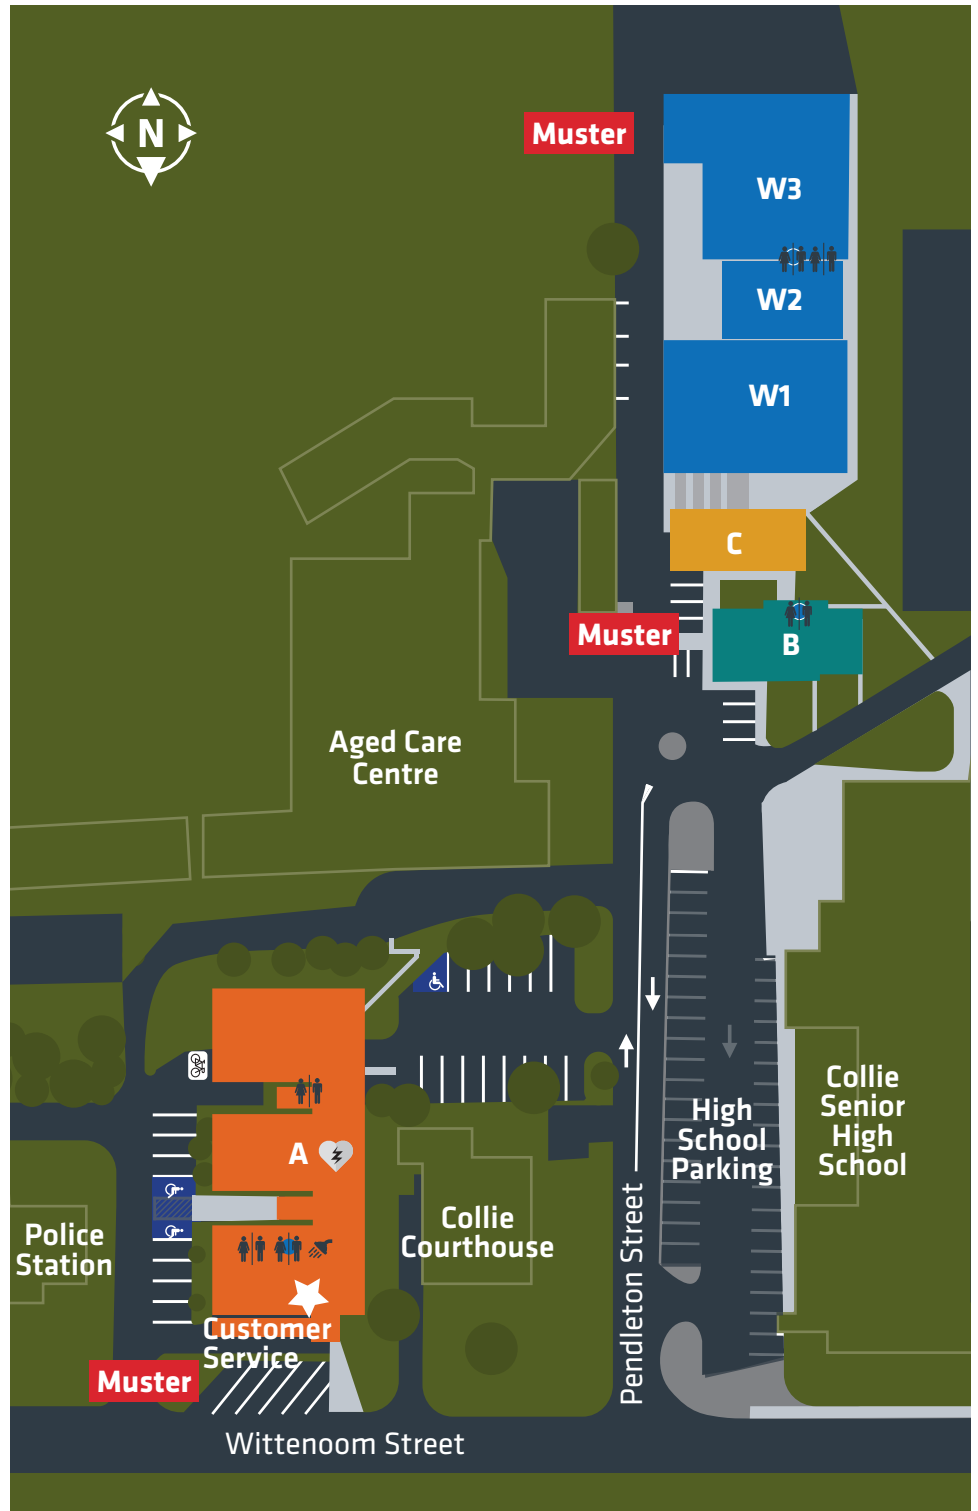 N
Muster
W3
W2
W1
C
Muster
B
Aged Care
Centre
A
High
School
Parking
Collie
Senior
High
School
Police
Station
Collie
Courthouse
Pendleton Street
Customer
Service
Muster
Wittenoom Street